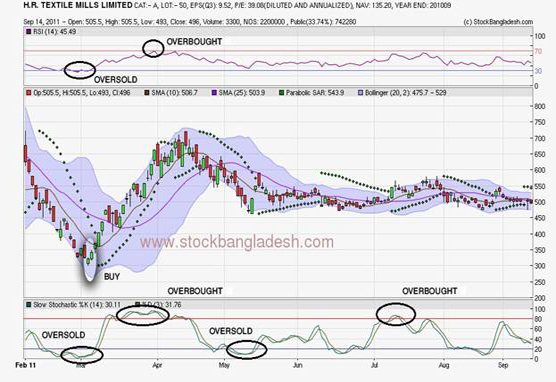 H.R. TEXTILE MILLS LIMITED CAT:- A, LOT:- 50, EPS(Q3): 9.52, P/E: 39.08(DILUTED AND ANNUALIZED), NAV: 135.20, YEAR END: 201009
Sep 14, 2011 - Open: 505.5, High: 505.5, Low: 493, Close: 496, Volume: 3300, Shares: 2200000 , Public(33.74%): 742280 (c) StockBangladesh.com
RSI (14): 45.49
OVERBOUGHT
90
70
50
OVERSOLD
30
10
Op:505.5, Hi:505.5, Lo:493, Cl:496 SMA (10): 506.7 SMA (25): 503.9 Parabolic SAR: 543.9 Bollinger (20, 2): 475.7 - 529
800
750
700
650
600
550
500
450
400
350
300
250
www.stockbangladesh.com
BUY
OVERBOUGHT
OVERBOUGHT
Slow Stochastic %K (14): 30.11 %D (3): 31.76
OVERSOLD
OVERSOLD
100
80
60
40
20
0
Feb 11 mar Apr May Jun Jul Aug Sep